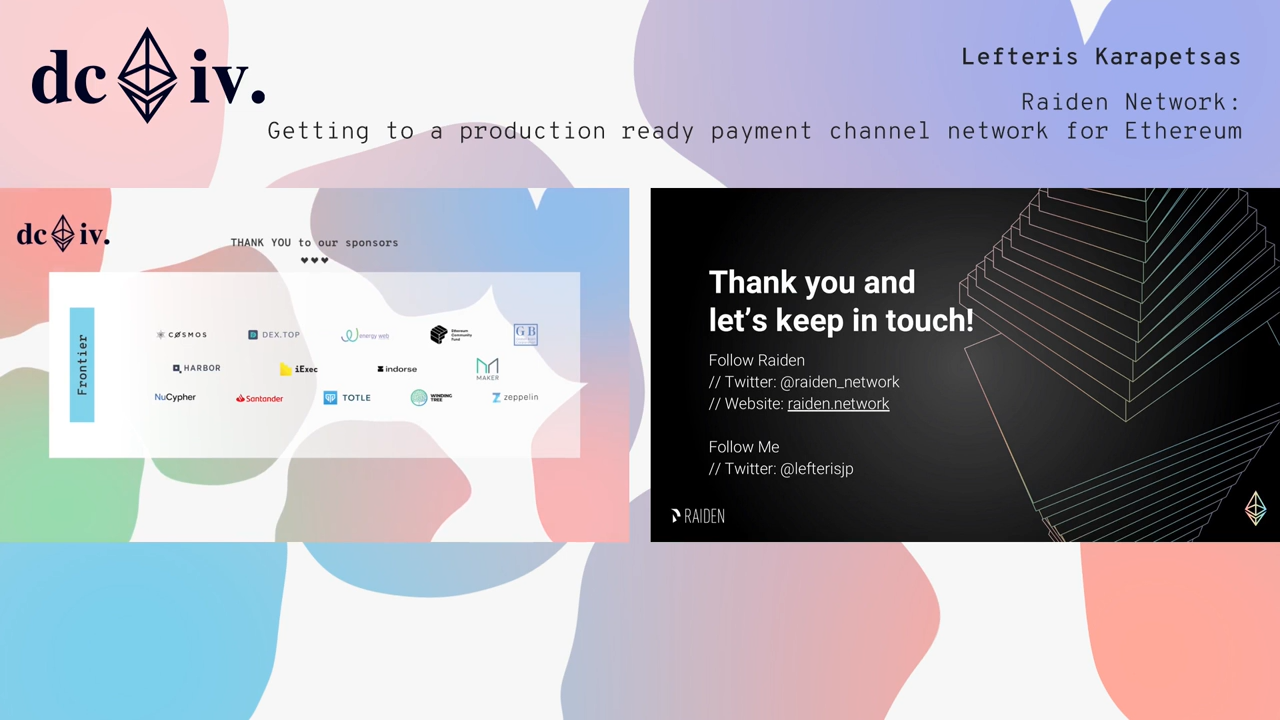 dc iv.
Lefteris Karapetsas
Raiden Network:
Getting to a production ready payment channel network for Ethereum
dc iv.
THANK YOU to our sponsors
Frontier
CØSMOS
DEX.TOP
energy web
Ethereum
Community
Fund
GB
HARBOR
iExec
indorse
MAKER
NuCypher
Santander
TOTLE
WINDING
TREE
zeppelin
Thank you and
let's keep in touch!
Follow Raiden
// Twitter: @raiden_network
// Website: raiden.network
Follow Me
// Twitter: @lefterisjp
RAIDEN